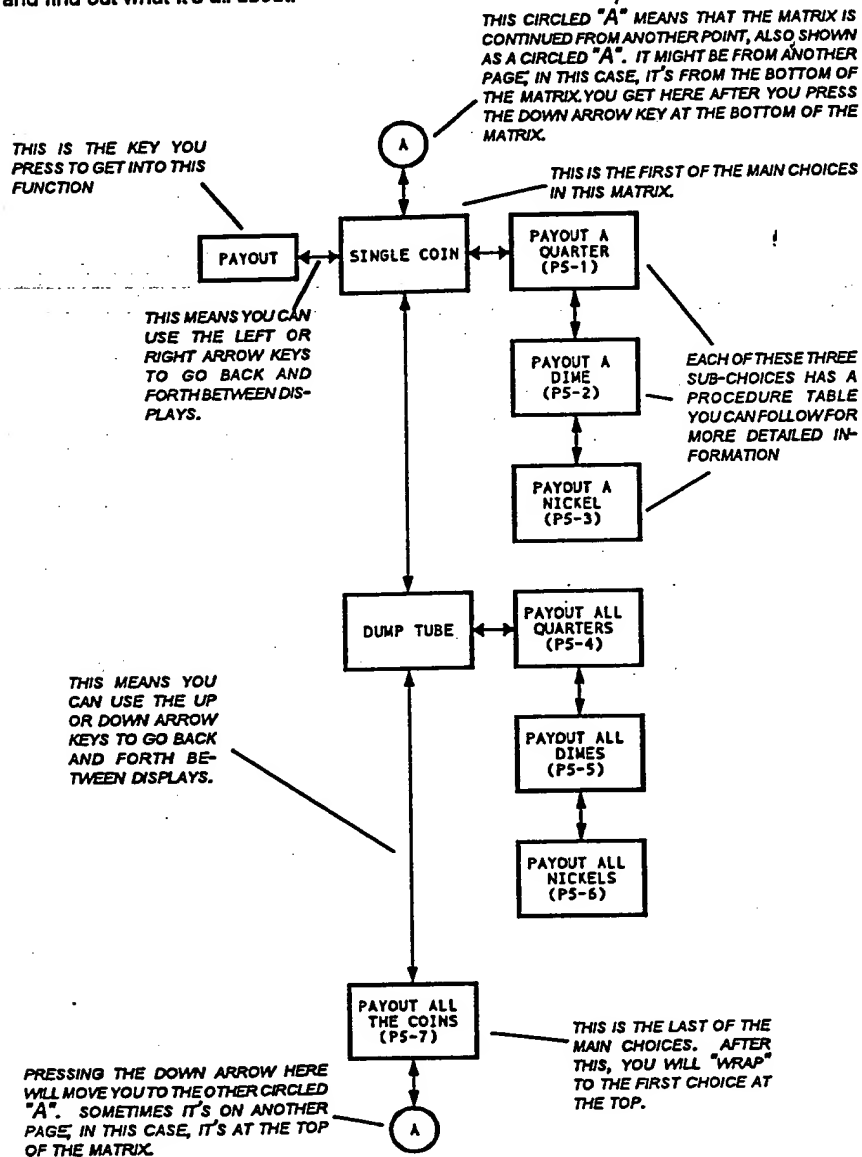 and find out what it's all about.
THIS CIRCLED "A" MEANS THAT THE MATRIX IS
CONTINUED FROM ANOTHER POINT, ALSO SHOWN
AS A CIRCLED "A". IT MIGHT BE FROM ANOTHER
PAGE; IN THIS CASE, IT'S FROM THE BOTTOM OF
THE MATRIX. YOU GET HERE AFTER YOU PRESS
THE DOWN ARROW KEY AT THE BOTTOM OF THE
MATRIX.
A
THIS IS THE KEY YOU
PRESS TO GET INTO THIS
FUNCTION
THIS IS THE FIRST OF THE MAIN CHOICES
IN THIS MATRIX.
PAYOUT
SINGLE COIN
PAYOUT A
QUARTER
(P5-1)
THIS MEANS YOU CAN
USE THE LEFT OR
RIGHT ARROW KEYS
TO GO BACK AND
FORTH BETWEEN DIS-
PLAYS.
PAYOUT A
DIME
(P5-2)
EACH OF THESE THREE
SUB-CHOICES HAS A
PROCEDURE TABLE
YOU CAN FOLLOW FOR
MORE DETAILED IN-
FORMATION
PAYOUT A
NICKEL
(P5-3)
DUMP TUBE
PAYOUT ALL
QUARTERS
(P5-4)
THIS MEANS YOU
CAN USE THE UP
OR DOWN ARROW
KEYS TO GO BACK
AND FORTH BE-
TWEEN DISPLAYS.
PAYOUT ALL
DIMES
(P5-5)
PAYOUT ALL
NICKELS
(P5-6)
PAYOUT ALL
THE COINS
(P5-7)
THIS IS THE LAST OF THE
MAIN CHOICES. AFTER
THIS, YOU WILL "WRAP"
TO THE FIRST CHOICE AT
THE TOP.
PRESSING THE DOWN ARROW HERE
WILL MOVE YOU TO THE OTHER CIRCLED
"A". SOMETIMES IT'S ON ANOTHER
PAGE; IN THIS CASE, IT'S AT THE TOP
OF THE MATRIX.
A